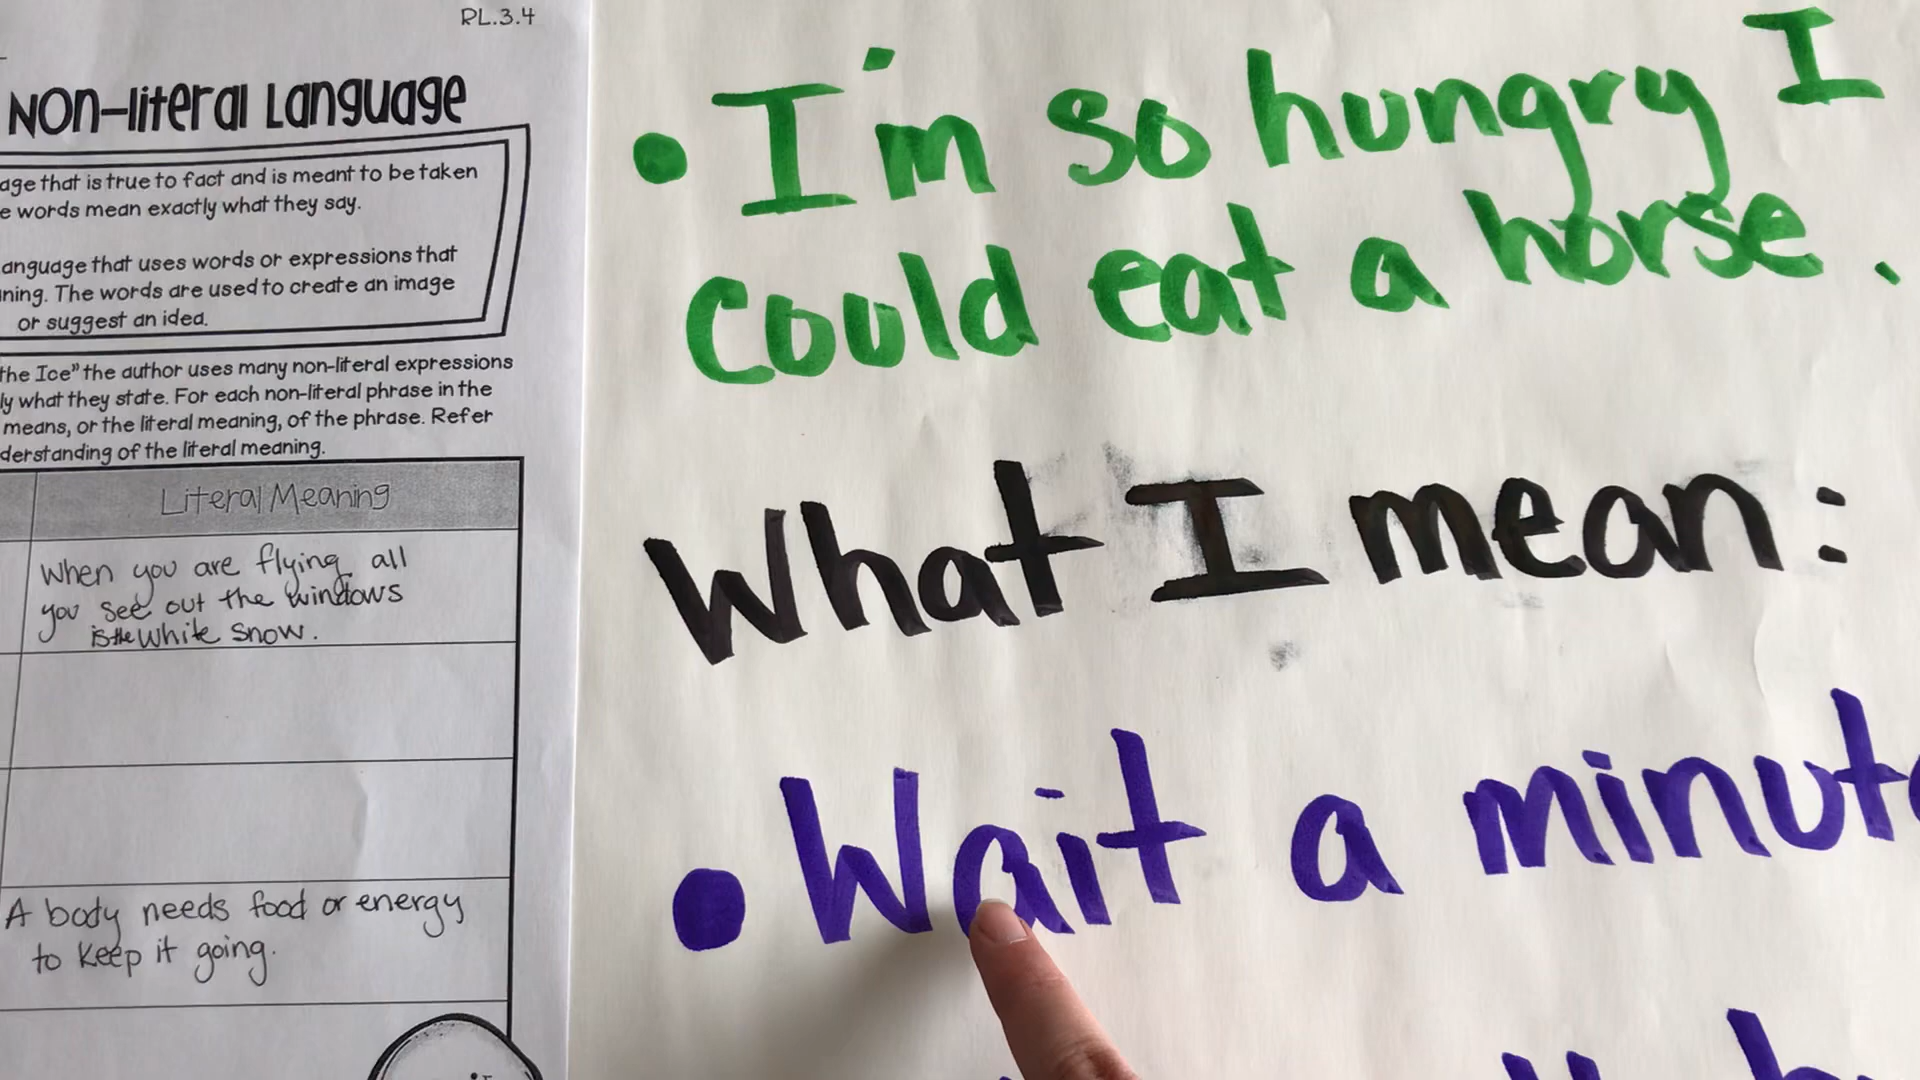 RL.3.4
Non-literal Language
age that is true to fact and is meant to be taken
e words mean exactly what they say.
anguage that uses words or expressions that
ning. The words are used to create an image
or suggest an idea.
the Ice" the author uses many non-literal expressions
ly what they state. For each non-literal phrase in the
means, or the literal meaning, of the phrase. Refer
derstanding of the literal meaning.
Literal Meaning
When you are flying all
you see out the windows
is the white snow.
A body needs food or energy
to keep it going.
• I'm so hungry I
could eat a horse.
What I mean:
• Wait a minut